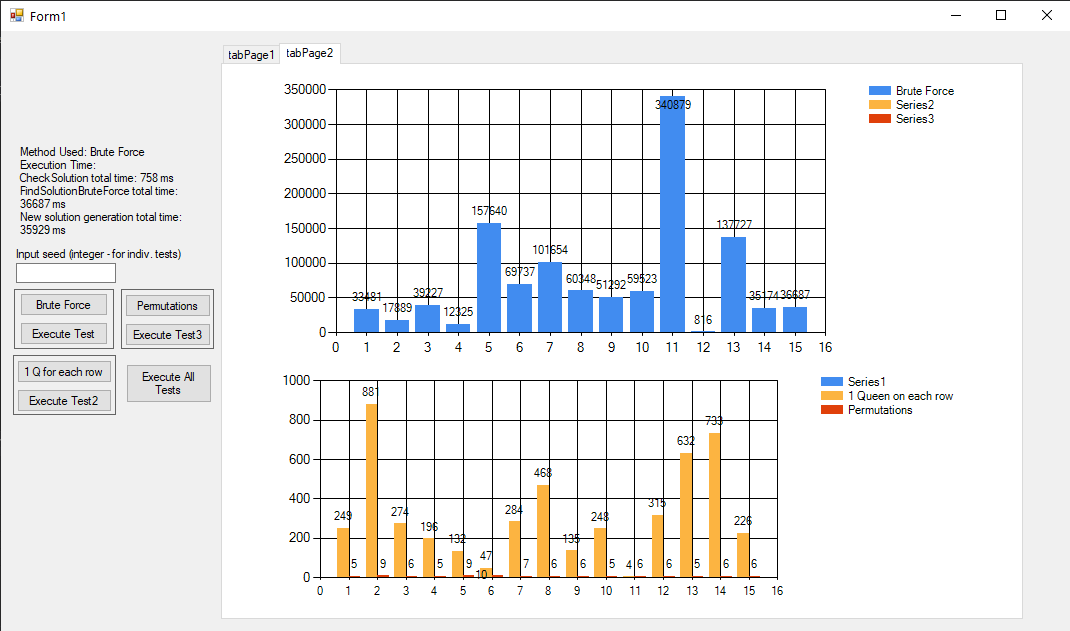 Form1
tabPage1
tabPage2
Method Used: Brute Force
Execution Time:
CheckSolution total time: 758 ms
FindSolutionBruteForce total time:
36687 ms
New solution generation total time:
35929 ms
Input seed (integer - for indiv. tests)
Brute Force
Execute Test
Permutations
Execute Test3
1 Q for each row
Execute Test2
Execute All
Tests
350000
300000
250000
200000
150000
100000
50000
0
33481
17889
39227
12325
157640
69737
101654
60348
51292
59523
340879
816
137727
35174
36687
0 1 2 3 4 5 6 7 8 9 10 11 12 13 14 15 16
Brute Force
Series2
Series3
1000
800
600
400
200
0
249
5
881
9
274
6
196
5
132
9
47
10
284
7
468
6
135
6
248
5
4
6
315
6
632
5
733
6
226
6
0 1 2 3 4 5 6 7 8 9 10 11 12 13 14 15 16
Series1
1 Queen on each row
Permutations